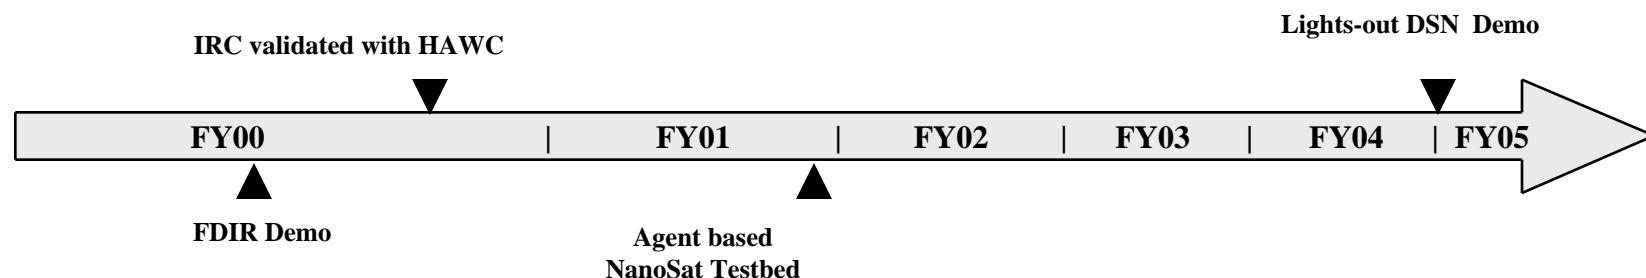 Lights-out DSN Demo
IRC validated with HAWC
FY00 | FY01 | FY02 | FY03 | FY04 | FY05
FDIR Demo
Agent based
NanoSat Testbed